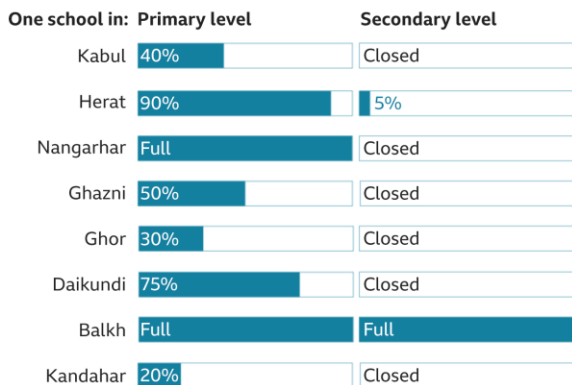 One school in: Primary level Secondary level
Kabul 40% Closed
Herat 90% 5%
Nangarhar Full Closed
Ghazni 50% Closed
Ghor 30% Closed
Daikundi 75% Closed
Balkh Full Full
Kandahar 20% Closed